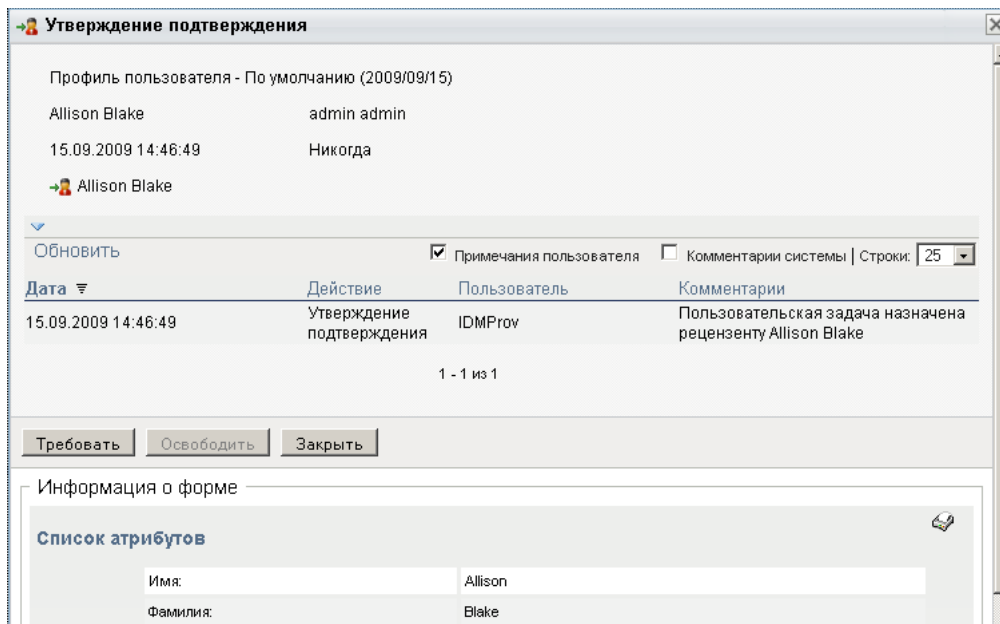 Утверждение подтверждения
Профиль пользователя - По умолчанию (2009/09/15)
Allison Blake admin admin
15.09.2009 14:46:49 Никогда
Allison Blake
Обновить Примечания пользователя Комментарии системы | Строки: 25
Дата Действие Пользователь Комментарии
15.09.2009 14:46:49 Утверждение подтверждения IDMProv Пользовательская задача назначена рецензенту Allison Blake
1 - 1 из 1
Требовать Освободить Закрыть
Информация о форме
Список атрибутов
Имя: Allison
Фамилия: Blake